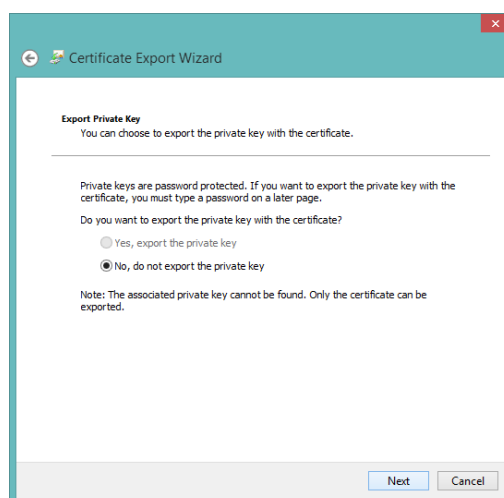 Certificate Export Wizard
Export Private Key
You can choose to export the private key with the certificate.
Private keys are password protected. If you want to export the private key with the
certificate, you must type a password on a later page.
Do you want to export the private key with the certificate?
Yes, export the private key
No, do not export the private key
Note: The associated private key cannot be found. Only the certificate can be
exported.
Next Cancel